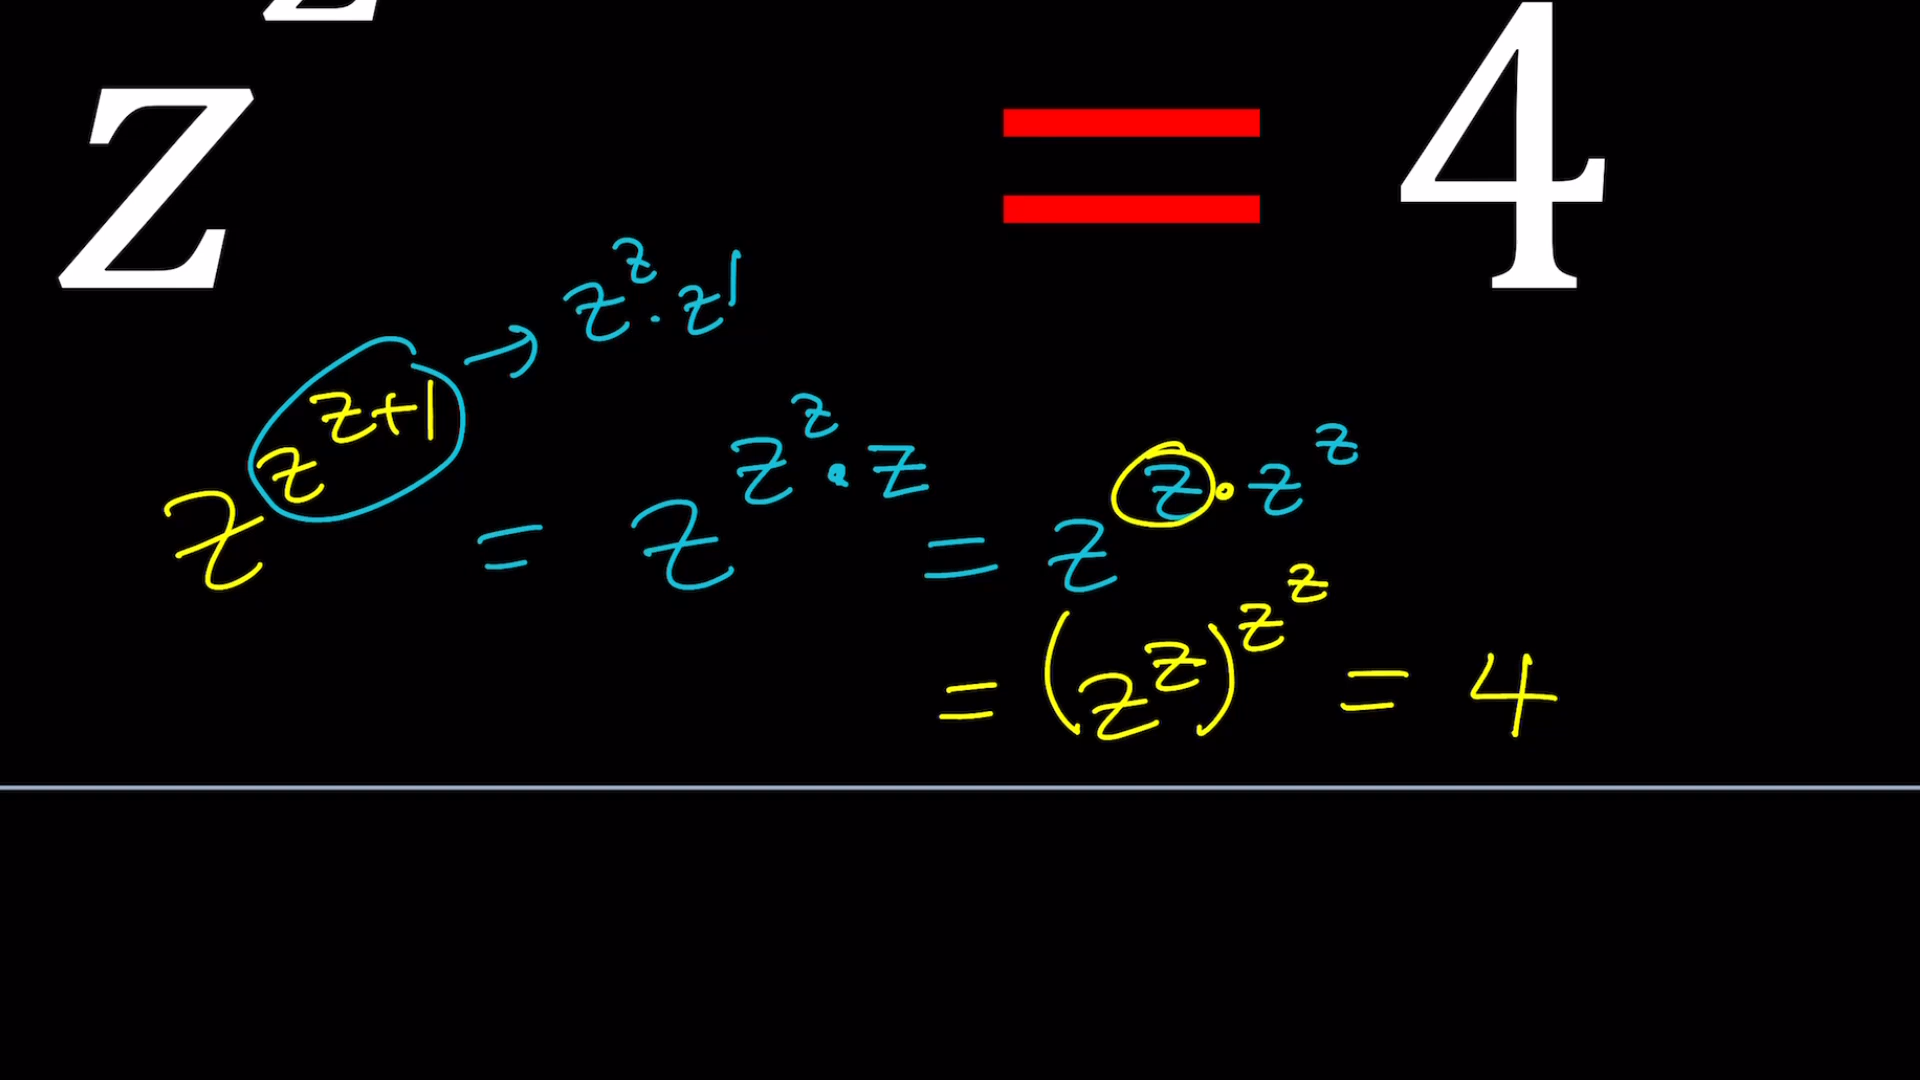 z^z = 4
z^z · z^1
z^z^z+1 = z^z^z · z = z^z · z^z
= (z^z)^z^z = 4